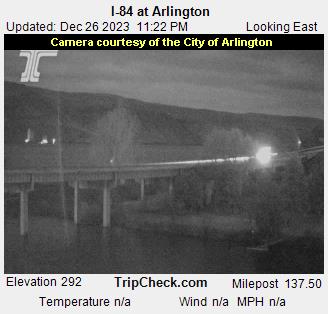 I-84 at Arlington
Updated: Dec 26 2023 11:22 PM Looking East
Camera courtesy of the City of Arlington
Elevation 292 TripCheck.com Milepost 137.50
Temperature n/a Wind n/a MPH n/a